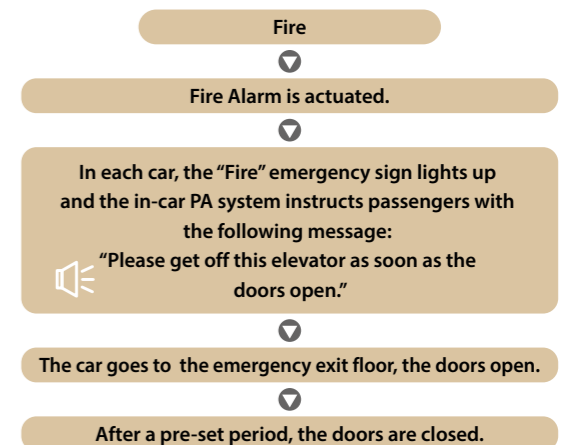 Fire
Fire Alarm is actuated.
In each car, the “Fire” emergency sign lights up
and the in-car PA system instructs passengers with
the following message:
“Please get off this elevator as soon as the
doors open.”
The car goes to the emergency exit floor, the doors open.
After a pre-set period, the doors are closed.